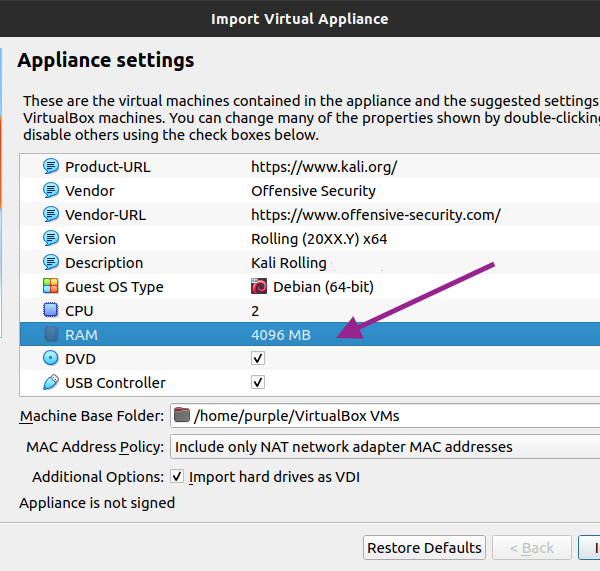 Import Virtual Appliance
Appliance settings
These are the virtual machines contained in the appliance and the suggested settings
VirtualBox machines. You can change many of the properties shown by double-clicking
disable others using the check boxes below.
Product-URL https://www.kali.org/
Vendor Offensive Security
Vendor-URL https://www.offensive-security.com/
Version Rolling (20XX.Y) x64
Description Kali Rolling
Guest OS Type Debian (64-bit)
CPU 2
RAM 4096 MB
DVD
USB Controller
Machine Base Folder: /home/purple/VirtualBox VMs
MAC Address Policy: Include only NAT network adapter MAC addresses
Additional Options: Import hard drives as VDI
Appliance is not signed
Restore Defaults < Back I